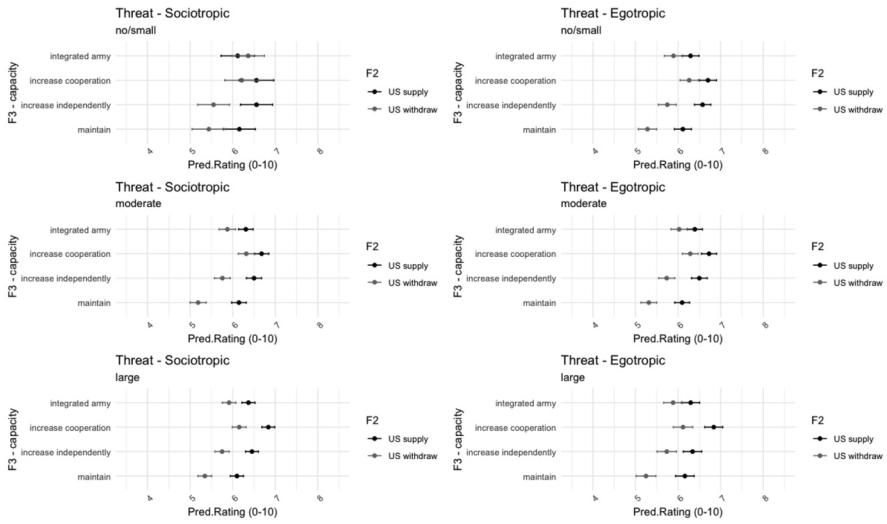 Threat - Sociotropic
no/small
F3 - capacity
integrated army
increase cooperation
increase independently
maintain
4 5 6 7 8
Pred.Rating (0-10)
F2
US supply
US withdraw
Threat - Egotropic
no/small
F3 - capacity
integrated army
increase cooperation
increase independently
maintain
4 5 6 7 8
Pred.Rating (0-10)
F2
US supply
US withdraw
Threat - Sociotropic
moderate
F3 - capacity
integrated army
increase cooperation
increase independently
maintain
4 5 6 7 8
Pred.Rating (0-10)
F2
US supply
US withdraw
Threat - Egotropic
moderate
F3 - capacity
integrated army
increase cooperation
increase independently
maintain
4 5 6 7 8
Pred.Rating (0-10)
F2
US supply
US withdraw
Threat - Sociotropic
large
F3 - capacity
integrated army
increase cooperation
increase independently
maintain
4 5 6 7 8
Pred.Rating (0-10)
F2
US supply
US withdraw
Threat - Egotropic
large
F3 - capacity
integrated army
increase cooperation
increase independently
maintain
4 5 6 7 8
Pred.Rating (0-10)
F2
US supply
US withdraw